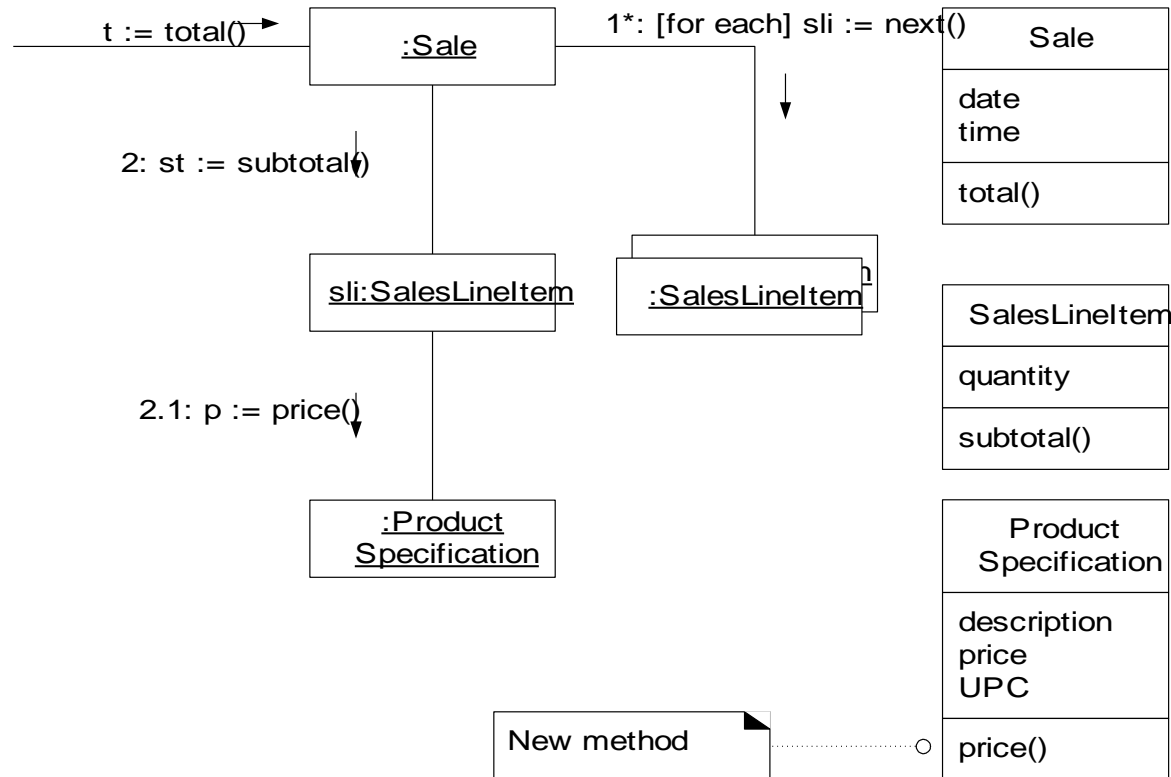 t := total()
:Sale
1*: [for each] sli := next()
Sale
date
time
total()
2: st := subtotal()
sli:SalesLineItem
:SalesLineItem
SalesLineItem
quantity
subtotal()
2.1: p := price()
:Product
Specification
Product
Specification
description
price
UPC
price()
New method